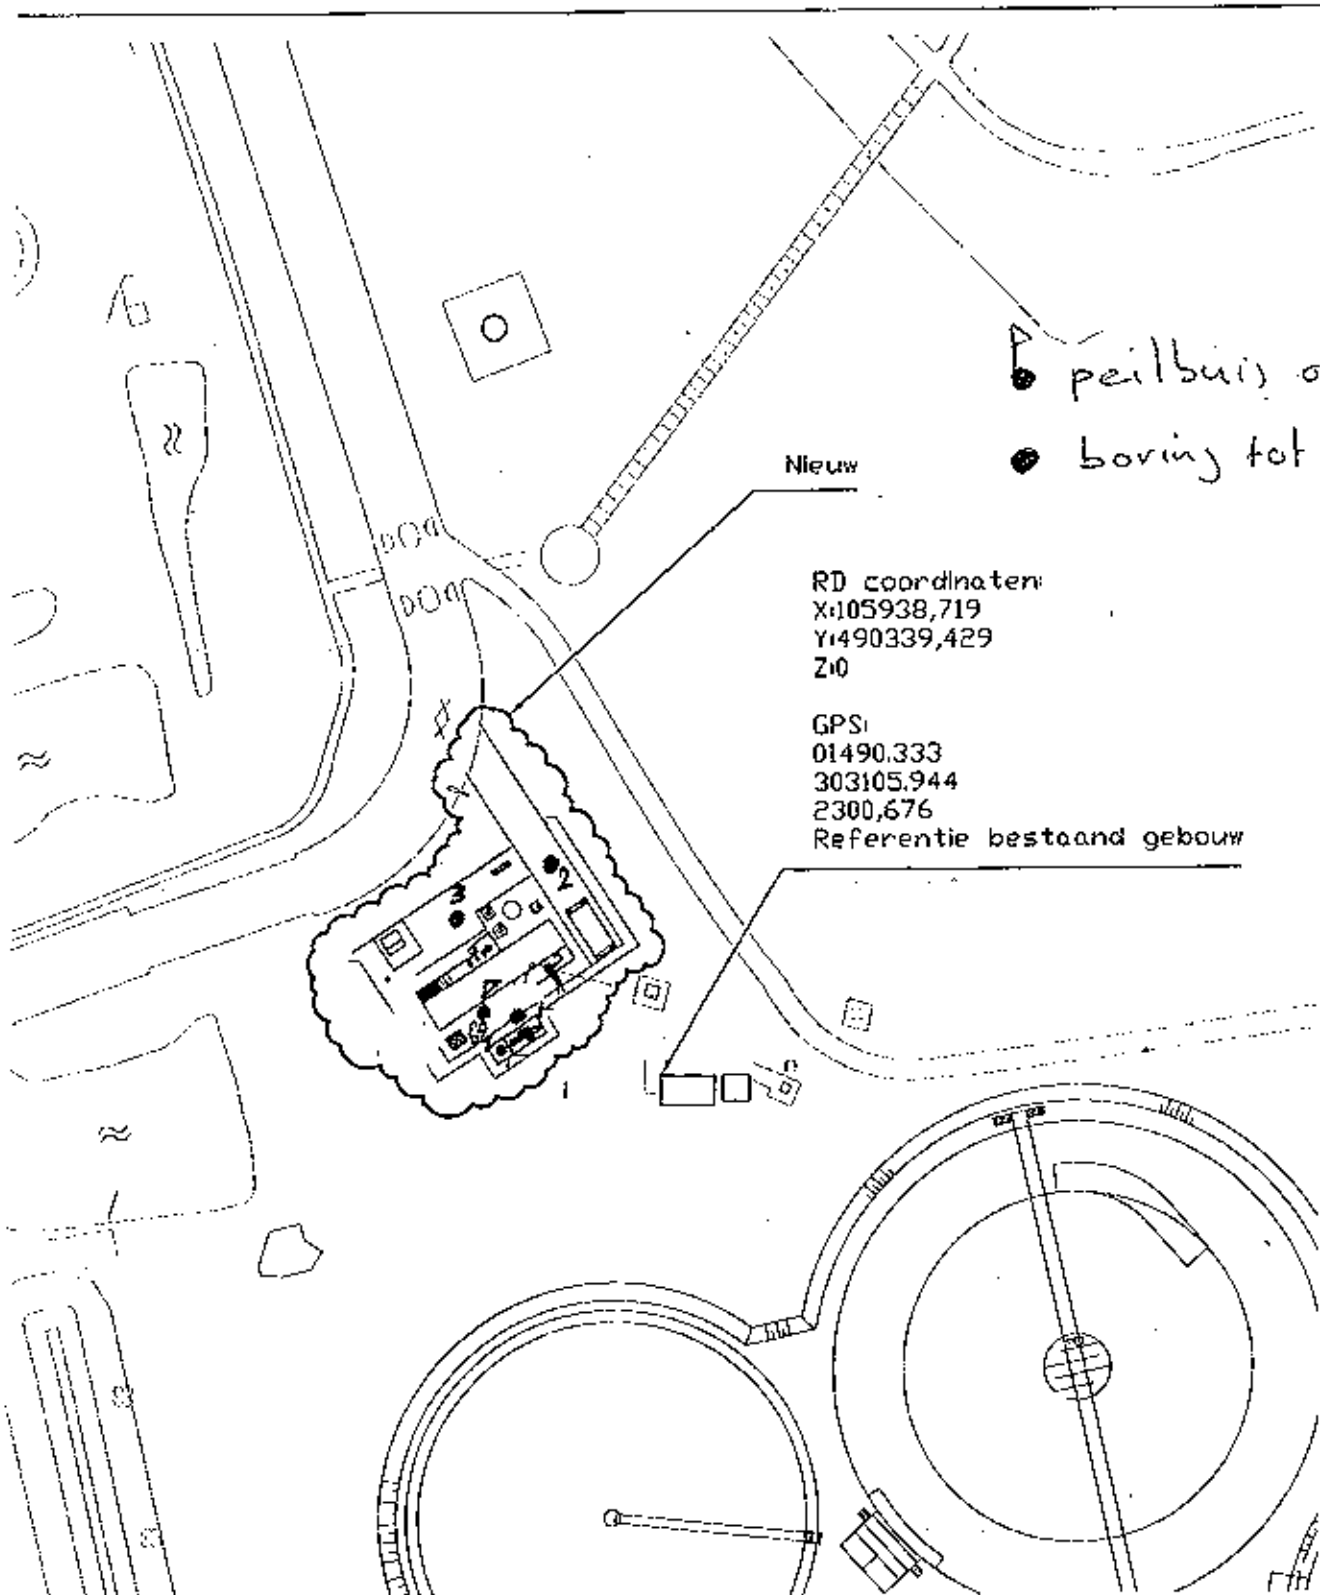 peilbuis
boring tot
Nieuw
RD coordinaten:
X:105938,719
Y:490339,429
Z:0
GPS:
01490.333
303105.944
2300,676
Referentie bestaand gebouw
3
2